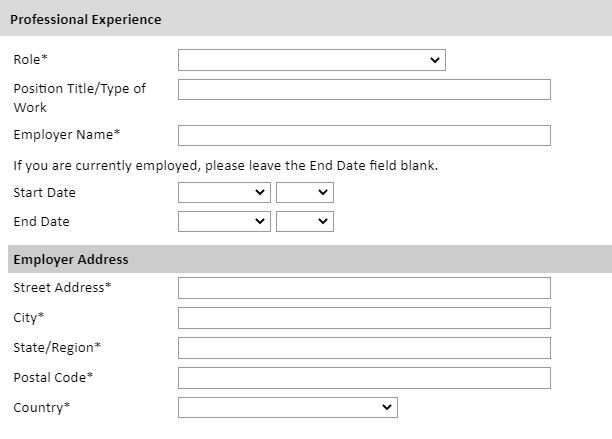 Professional Experience
Role*
Position Title/Type of
Work
Employer Name*
If you are currently employed, please leave the End Date field blank.
Start Date
End Date
Employer Address
Street Address*
City*
State/Region*
Postal Code*
Country*